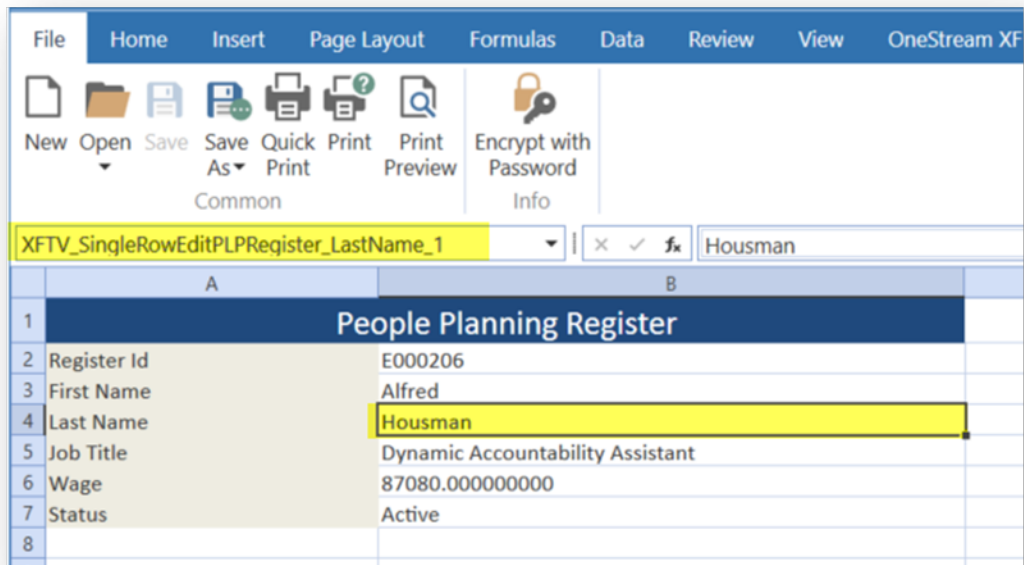 File Home Insert Page Layout Formulas Data Review View OneStream XF
New Open Save Save As Quick Print Print Print Preview Encrypt with Password
Common Info
XFTV_SingleRowEditPLPRegister_LastName_1 fx Housman
A B
1 People Planning Register
2 Register Id E000206
3 First Name Alfred
4 Last Name Housman
5 Job Title Dynamic Accountability Assistant
6 Wage 87080.000000000
7 Status Active
8